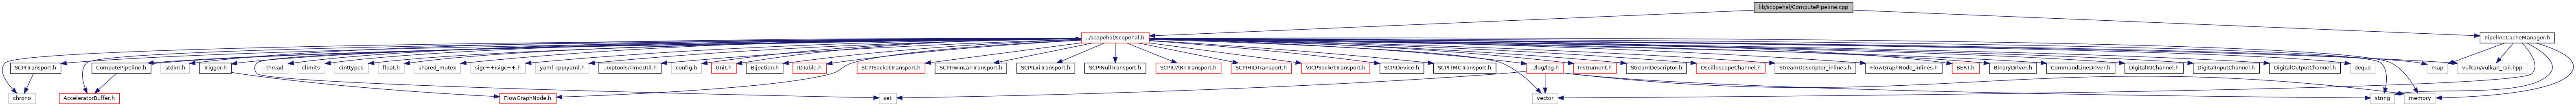 lib/scopehal/ComputePipeline.cpp
../scopehal/scopehal.h
PipelineCacheManager.h
SCPITransport.h
ComputePipeline.h
stdint.h
Trigger.h
thread
climits
cinttypes
float.h
shared_mutex
sigc++/sigc++.h
yaml-cpp/yaml.h
../xptools/TimeUtil.h
config.h
Unit.h
Bijection.h
IDTable.h
SCPISocketTransport.h
SCPITwinLanTransport.h
SCPILxiTransport.h
SCPINullTransport.h
SCPIUARTTransport.h
SCPIHIDTransport.h
VICPSocketTransport.h
SCPIDevice.h
SCPITMCTransport.h
../log/log.h
Instrument.h
StreamDescriptor.h
OscilloscopeChannel.h
StreamDescriptor_inlines.h
FlowGraphNode_inlines.h
BERT.h
BinaryDriver.h
CommandLineDriver.h
DigitalIOChannel.h
DigitalInputChannel.h
DigitalOutputChannel.h
deque
map
vulkan/vulkan_raii.hpp
chrono
AcceleratorBuffer.h
FlowGraphNode.h
set
vector
string
memory